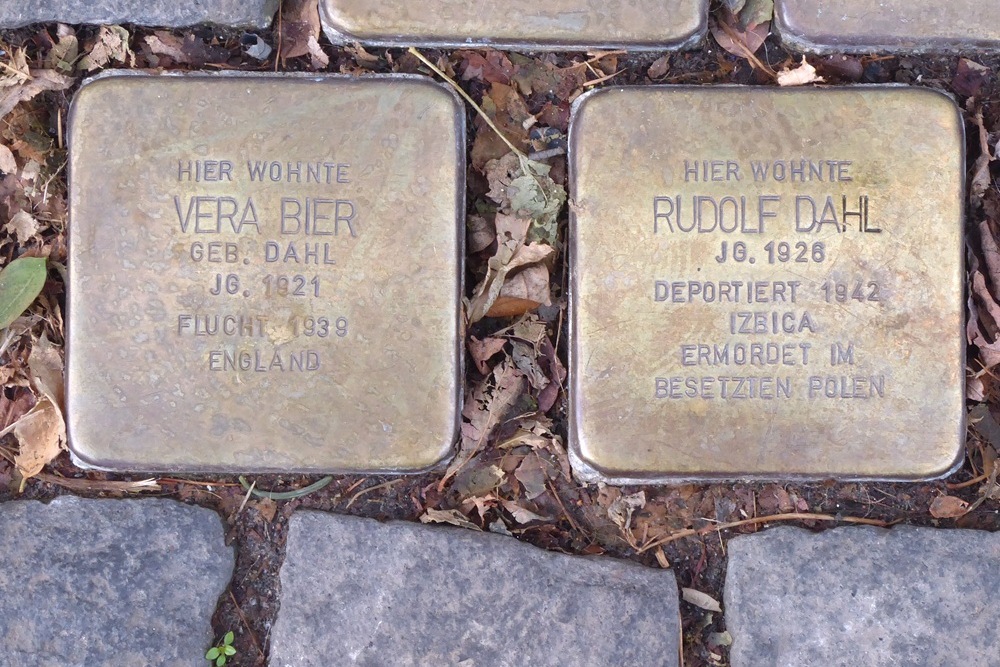 HIER WOHNTE
VERA BIER
GEB. DAHL
JG. 1921
FLUCHT 1939
ENGLAND
HIER WOHNTE
RUDOLF DAHL
JG. 1926
DEPORTIERT 1942
IZBICA
ERMORDET IM
BESETZTEN POLEN